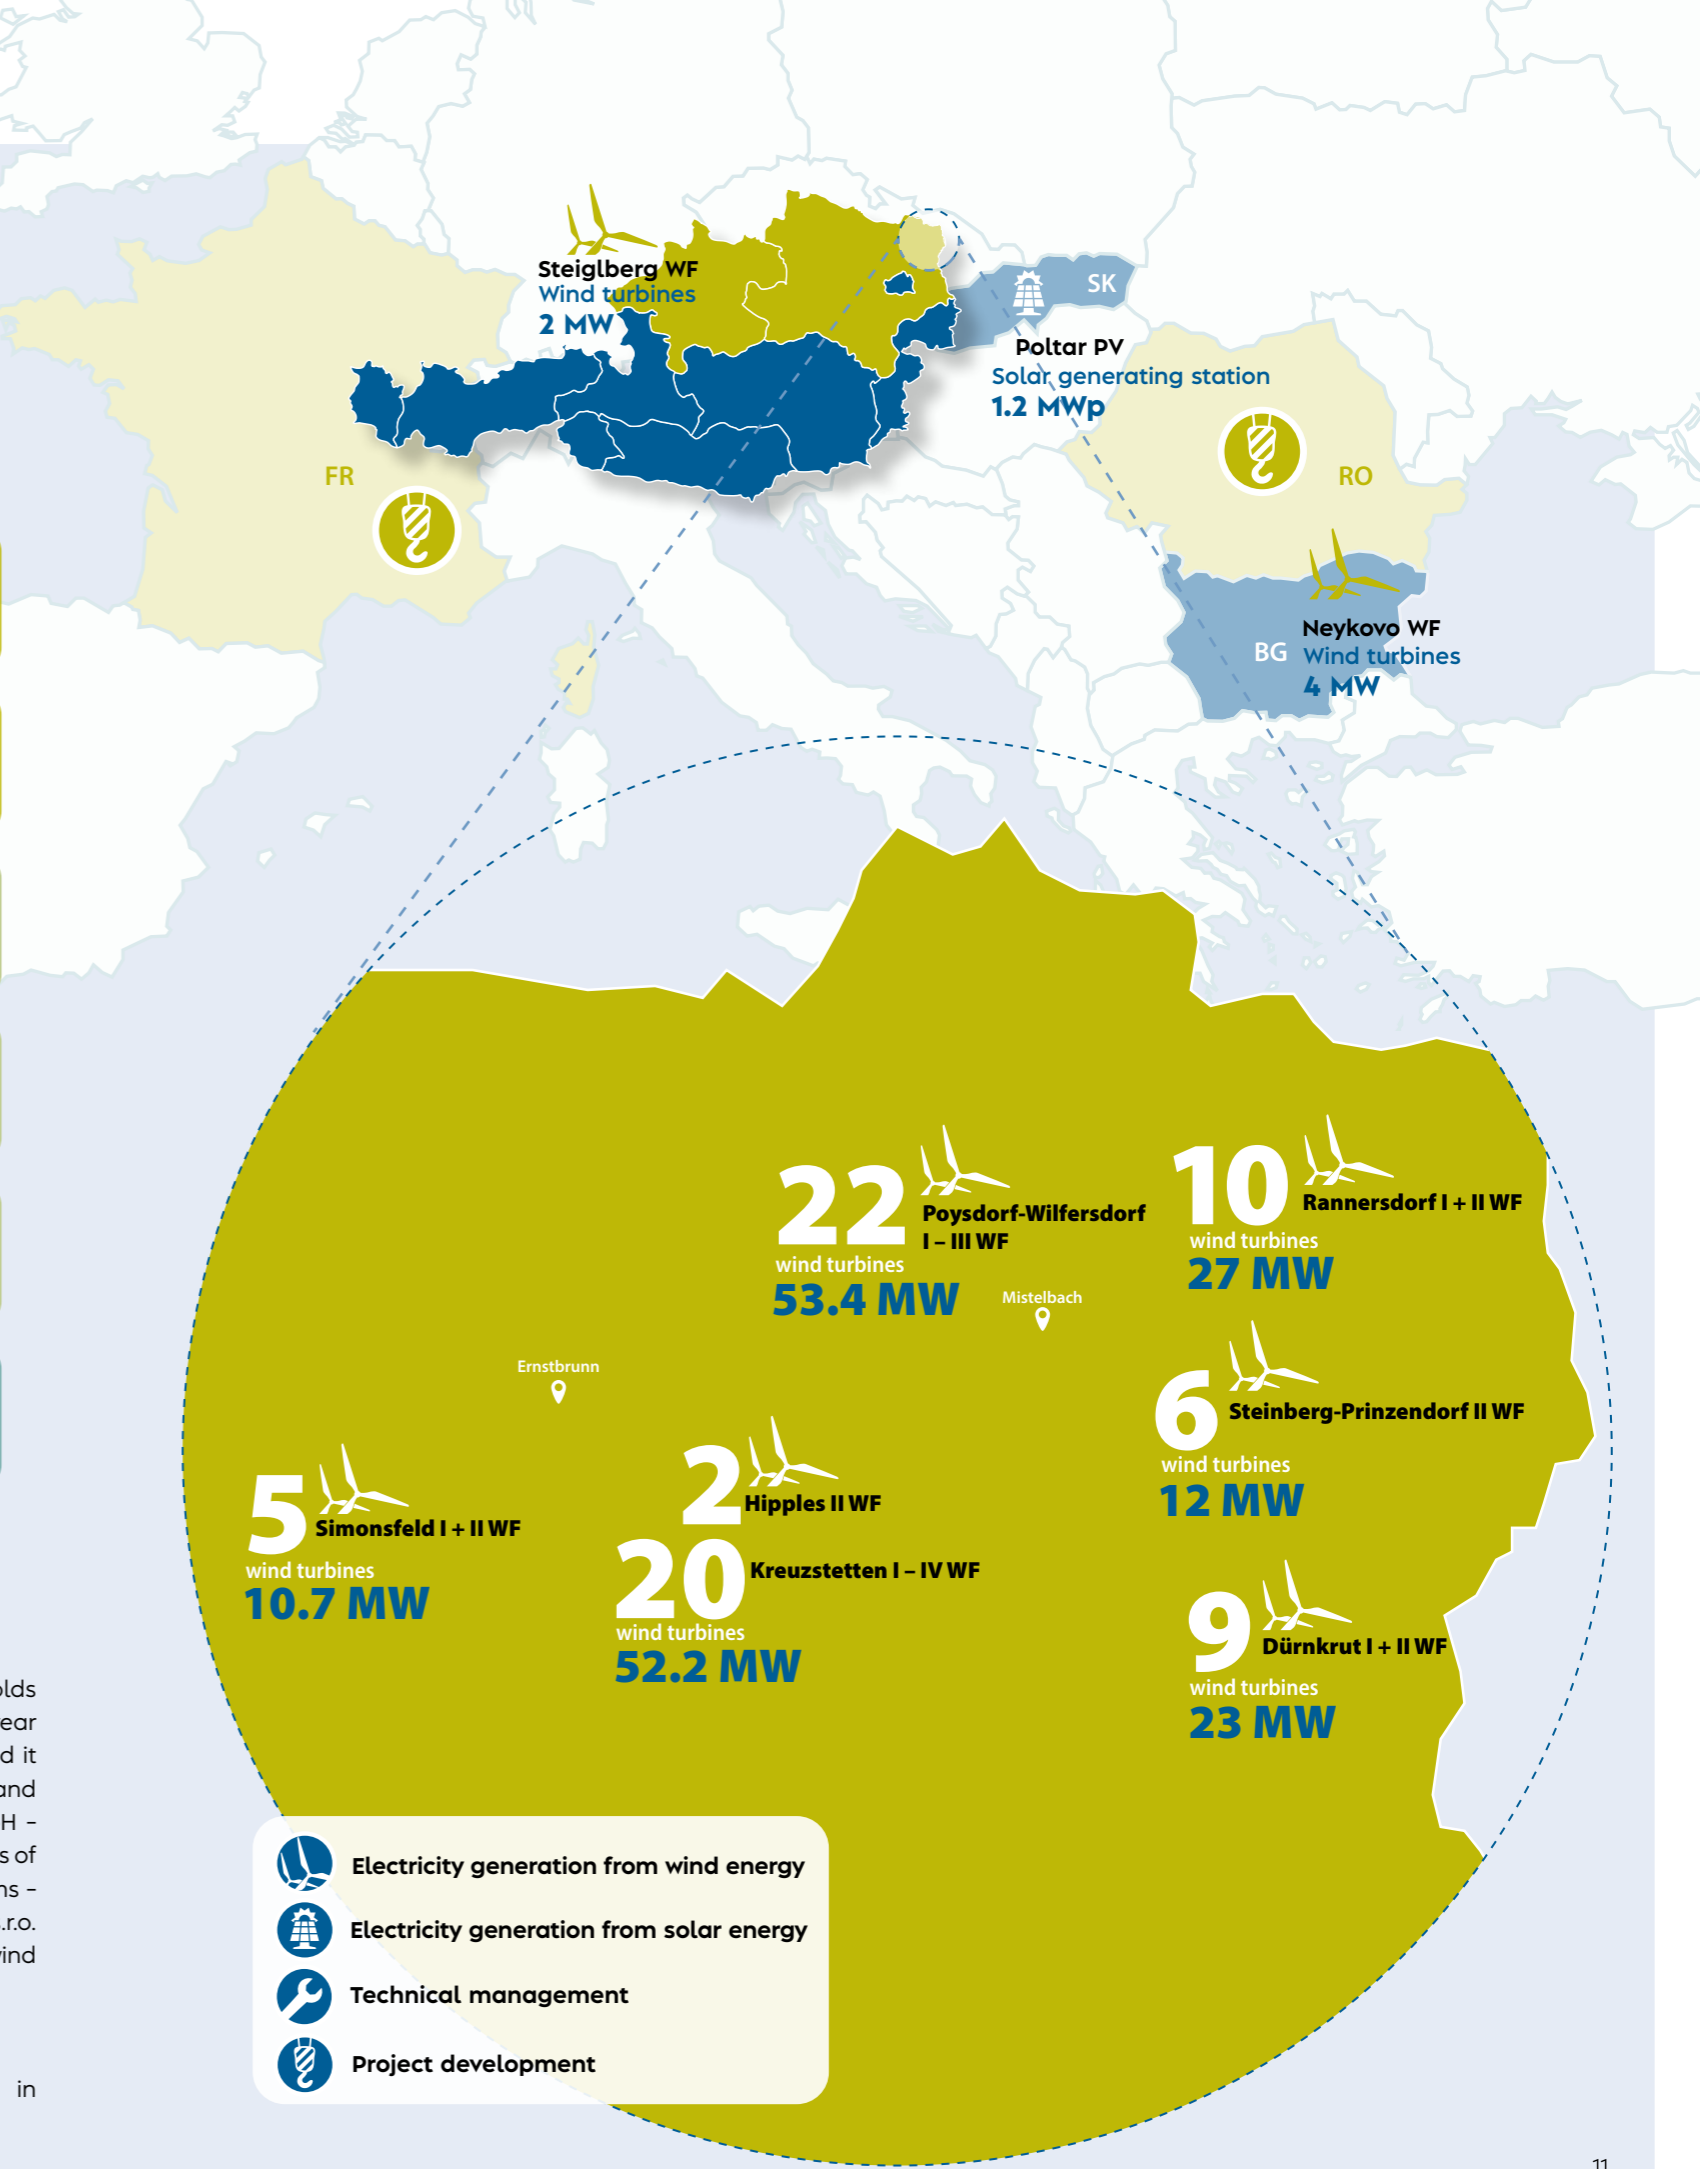 Steiglberg WF
Wind turbines
2 MW
SK
Poltar PV
Solar generating station
1.2 MWp
FR
RO
BG
Neykovo WF
Wind turbines
4 MW
22
Poysdorf-Wilfersdorf
I – III WF
wind turbines
53.4 MW
10
Rannersdorf I + II WF
wind turbines
27 MW
Mistelbach
Ernstbrunn
6
Steinberg-Prinzendorf II WF
wind turbines
12 MW
5
Simonsfeld I + II WF
wind turbines
10.7 MW
2
Hipples II WF
20
Kreuzstetten I – IV WF
wind turbines
52.2 MW
9
Dürnkrut I + II WF
wind turbines
23 MW
d it
H –
s of
in
Electricity generation from wind energy
Electricity generation from solar energy
Technical management
Project development
11